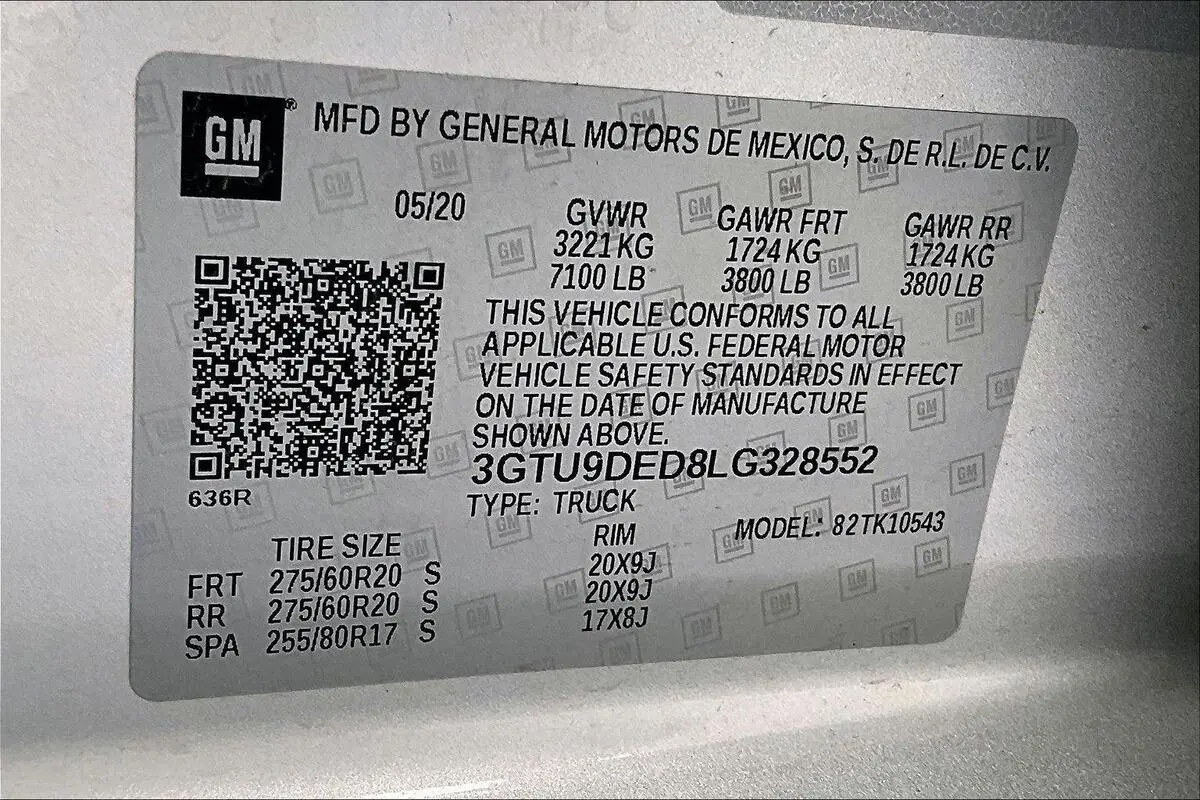 GM ® MFD BY GENERAL MOTORS DE MEXICO, S. DE R.L. DE C.V.
05/20
GVWR GAWR FRT GAWR RR
3221 KG 1724 KG 1724 KG
7100 LB 3800 LB 3800 LB
THIS VEHICLE CONFORMS TO ALL
APPLICABLE U.S. FEDERAL MOTOR
VEHICLE SAFETY STANDARDS IN EFFECT
ON THE DATE OF MANUFACTURE
SHOWN ABOVE.
3GTU9DED8LG328552
636R
TYPE: TRUCK
MODEL: 82TK10543
TIRE SIZE RIM
FRT 275/60R20 S 20X9J
RR 275/60R20 S 20X9J
SPA 255/80R17 S 17X8J